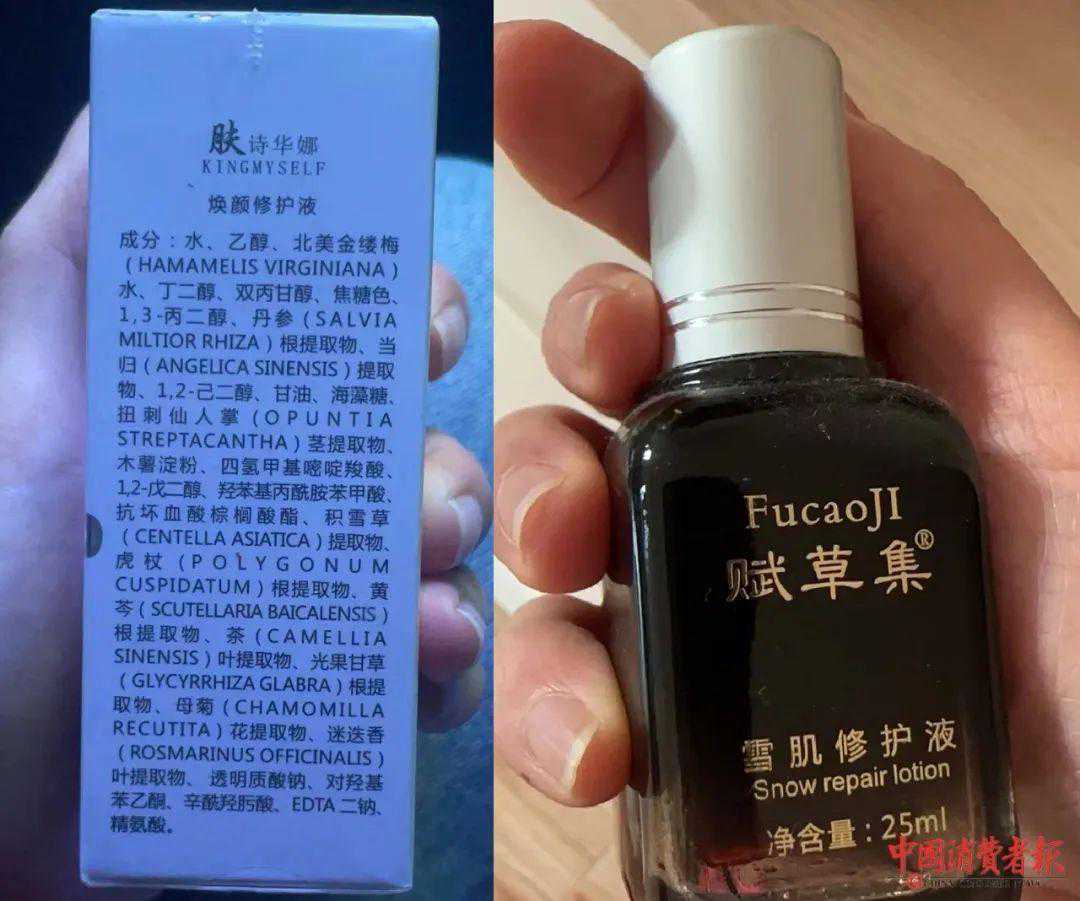 肤诗华娜
KINGMYSELF
焕颜修护液
成分：水、乙醇、北美金缕梅
（HAMAMELIS VIRGINIANA）
水、丁二醇、双丙甘醇、焦糖色、
1,3-丙二醇、丹参（SALVIA
MILTIOR RHIZA）根提取物、当
归（ANGELICA SINENSIS）提取
物、1,2-己二醇、甘油、海藻糖、
扭刺仙人掌（OPUNTIA
STREPTACANTHA）茎提取物、
木薯淀粉、四氢甲基嘧啶羧酸、
1,2-戊二醇、羟苯基丙酰胺苯甲酸、
抗坏血酸棕榈酸酯、积雪草
（CENTELLA ASIATICA）提取物、
虎杖（POLYGONUM
CUSPIDATUM）根提取物、黄
芩（SCUTELLARIA BAICALENSIS）
根提取物、茶（CAMELLIA
SINENSIS）叶提取物、光果甘草
（GLYCYRRHIZA GLABRA）根提
取物、母菊（CHAMOMILLA
RECUTITA）花提取物、迷迭香
（ROSMARINUS OFFICINALIS）
叶提取物、透明质酸钠、对羟基
苯乙酮、辛酰羟肟酸、EDTA 二钠、
精氨酸。
FucaoJI
赋草集®
雪肌修护液
Snow repair lotion
净含量：25ml
中国消费者报